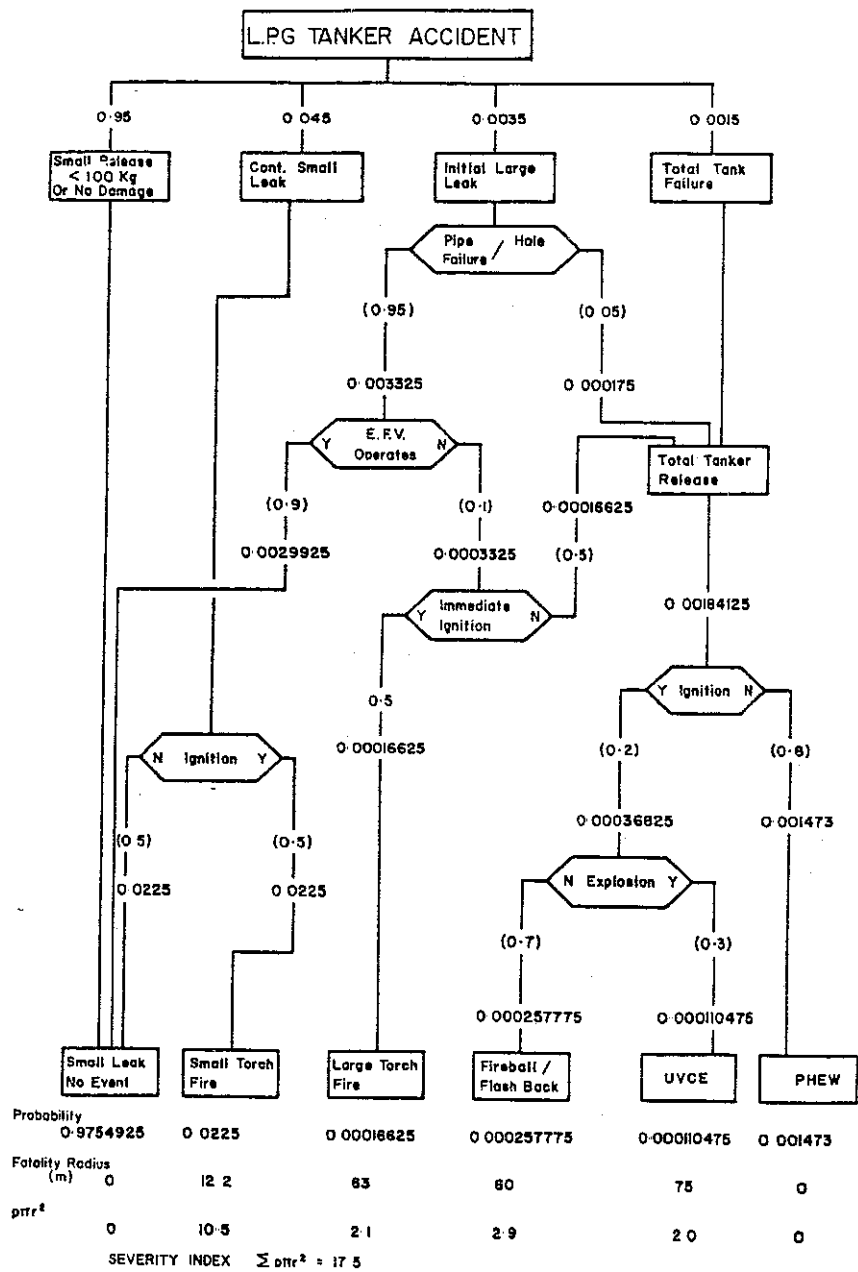 L.P.G TANKER ACCIDENT
0·95
0·045
0·0035
0·0015
Small Release
< 100 Kg
Or No Damage
Cont. Small
Leak
Initial Large
Leak
Total Tank
Failure
Pipe / Hole
Failure
(0·95)
(0·05)
0·003325
0·000175
Y E.F.V. N
Operates
Total Tanker
Release
(0·9)
(0·1)
0·00016625
0·0029925
0·0003325
(0·5)
Y Immediate N
Ignition
0·00184125
Y Ignition N
0·5
0·00016625
N Ignition Y
(0·2)
(0·8)
0·00036825
0·001473
(0·5)
(0·5)
0·0225
0·0225
N Explosion Y
(0·7)
(0·3)
0·000257775
0·000110475
Small Leak
No Event
Small Torch
Fire
Large Torch
Fire
Fireball /
Flash Back
UVCE
PHEW
Probability
0·9754925 0·0225 0·00016625 0·000257775 0·000110475 0·001473
Fatality Radius
(m) 0 12·2 63 60 75 0
pπr²
0 10·5 2·1 2·9 2·0 0
SEVERITY INDEX Σ pπr² = 17·5